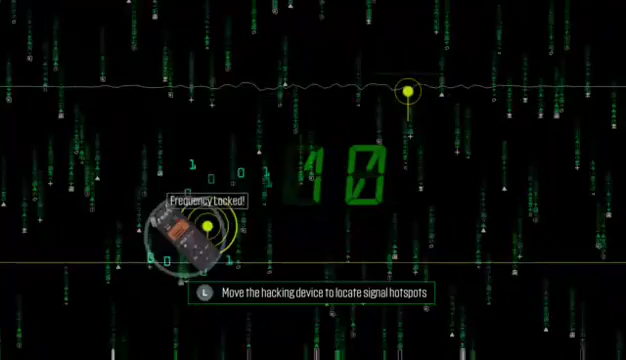 10
Frequency Locked!
L Move the hacking device to locate signal hotspots